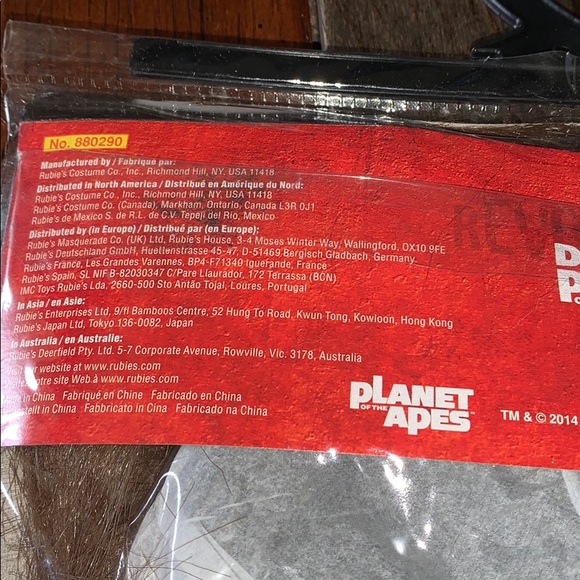 No. 880290
Manufactured by / Fabriqué par:
Rubie's Costume Co., Inc., Richmond Hill, NY, USA 11418
Distributed in North America / Distribué en Amérique du Nord:
Rubie's Costume Co., Inc., Richmond Hill, NY, USA 11418
Rubie's Costume Co. (Canada), Markham, Ontario, Canada L3R 0J1
Rubie's de Mexico S. de R.L. de C.V. Tepeji del Rio, Mexico
Distributed by (in Europe) / Distribué par (en Europe):
Rubie's Masquerade Co. (UK) Ltd, Rubie's House, 3-4 Moses Winter Way, Wallingford, OX10 9FE
Rubie's Deutschland GmbH, Huettenstrasse 45-47, D-51469 Bergisch Gladbach, Germany
Rubie's France, Les Grandes Varennes, BP4-F71340 Iguerande, France
Rubie's Spain, SL NIF B-82030347 C/Pare Llaurador, 172 Terrassa (BCN)
IMC Toys Rubie's Lda, 2660-500 Sto Antão Tojal, Loures, Portugal
In Asia / en Asie:
Rubie's Enterprises Ltd, 9/fl Bamboos Centre, 52 Hung To Road, Kwun Tong, Kowloon, Hong Kong
Rubie's Japan Ltd, Tokyo 136-0082, Japan
In Australia / en Australie:
Rubie's Deerfield Pty. Ltd. 5-7 Corporate Avenue, Rowville, Vic. 3178, Australia
website at www.rubies.com
notre site Web à www.rubies.com
in China Fabriqué en Chine Fabricado en China
in China Fabbricato in Cina Fabricado na China
PLANET OF THE APES
TM & © 2014